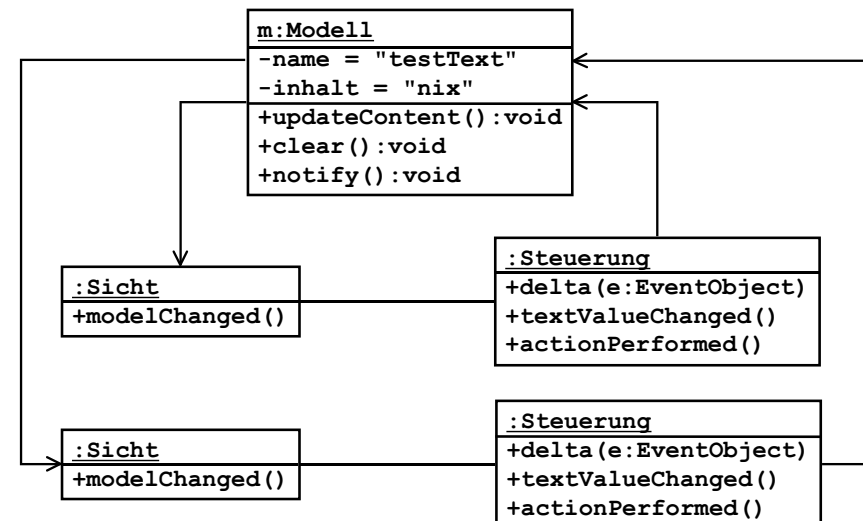 m:Modell
-name = "testText"
-inhalt = "nix"
+updateContent():void
+clear():void
+notify():void
:Sicht
+modelChanged()
:Steuerung
+delta(e:EventObject)
+textValueChanged()
+actionPerformed()
:Sicht
+modelChanged()
:Steuerung
+delta(e:EventObject)
+textValueChanged()
+actionPerformed()